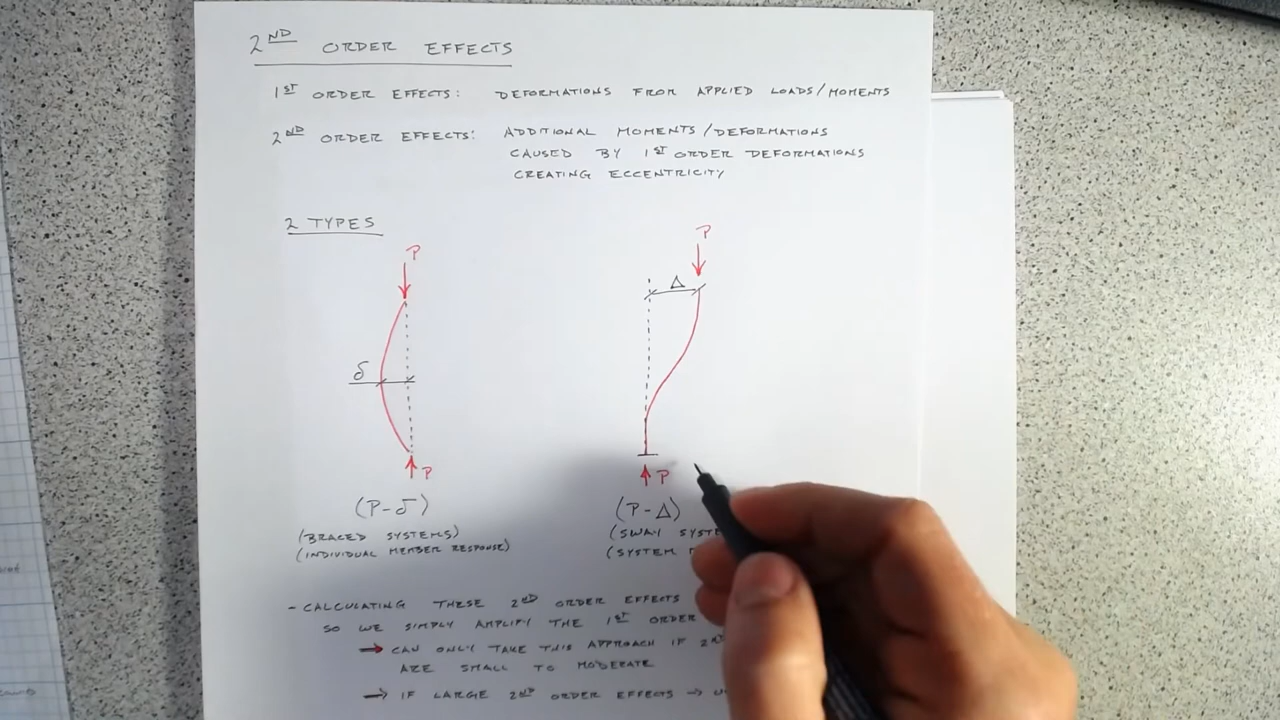 2ND ORDER EFFECTS
1ST ORDER EFFECTS: DEFORMATIONS FROM APPLIED LOADS/MOMENTS
2ND ORDER EFFECTS: ADDITIONAL MOMENTS/DEFORMATIONS
CAUSED BY 1ST ORDER DEFORMATIONS
CREATING ECCENTRICITY
2 TYPES
P
P
Δ
δ
P
P
(P-δ)
(P-Δ)
(BRACED SYSTEMS)
(SWAY
(INDIVIDUAL MEMBER RESPONSE)
(SYSTEM
- CALCULATING THESE 2ND ORDER EFFECTS
SO WE SIMPLY AMPLIFY THE 1ST ORDER
→ CAN ONLY TAKE THIS APPROACH IF
ARE SMALL TO MODERATE
→ IF LARGE 2ND ORDER EFFECTS →